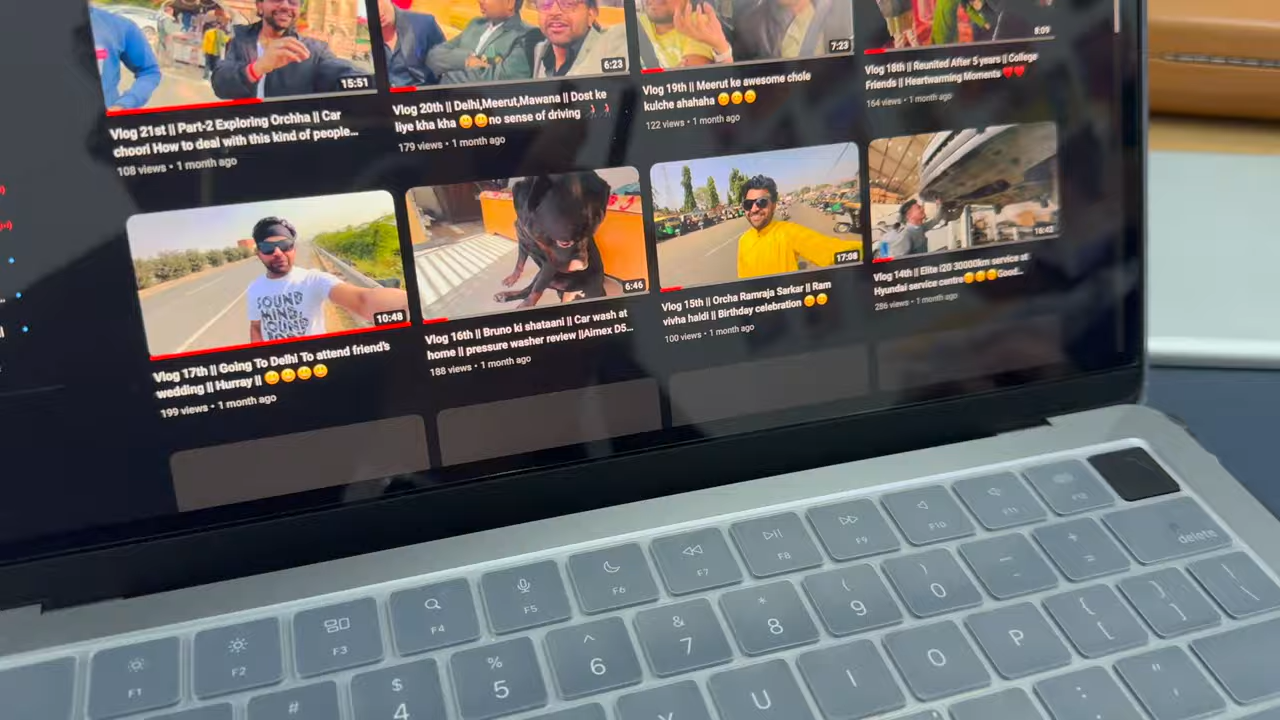 15:51
6:23
7:23
8:09
Vlog 21st || Part-2 Exploring Orchha || Car
choori How to deal with this kind of people...
108 views • 1 month ago
Vlog 20th || Delhi,Meerut,Mawana || Dost ke
liye kha kha 😀😀no sense of driving
179 views • 1 month ago
Vlog 19th || Meerut ke awesome chole
kulche ahahaha 😋😋😋
122 views • 1 month ago
Vlog 18th || Reunited After 5 years || College
Friends || Heartwarming Moments ❤️❤️
164 views • 1 month ago
SOUND
MIND,
SOUND
10:48
6:46
17:08
16:42
Vlog 17th || Going To Delhi To attend friend's
wedding || Hurray || 😀😀😀😀
199 views • 1 month ago
Vlog 16th || Bruno ki shataani || Car wash at
home || pressure washer review ||Aimex D5...
188 views • 1 month ago
Vlog 15th || Orcha Ramraja Sarkar || Ram
vivha haldi || Birthday celebration 😀😀
100 views • 1 month ago
Vlog 14th || Elite i20 30000km service at
Hyundai service centre😀😀😀Good...
286 views • 1 month ago
F1
F2
F3
F4
F5
F6
F7
F8
F9
F10
F11
F12
delete
#
$ 4
% 5
^ 6
& 7
* 8
( 9
) 0
_ -
+ =
Y
U
I
O
P
{ [
} ]
| \
: ;
" '